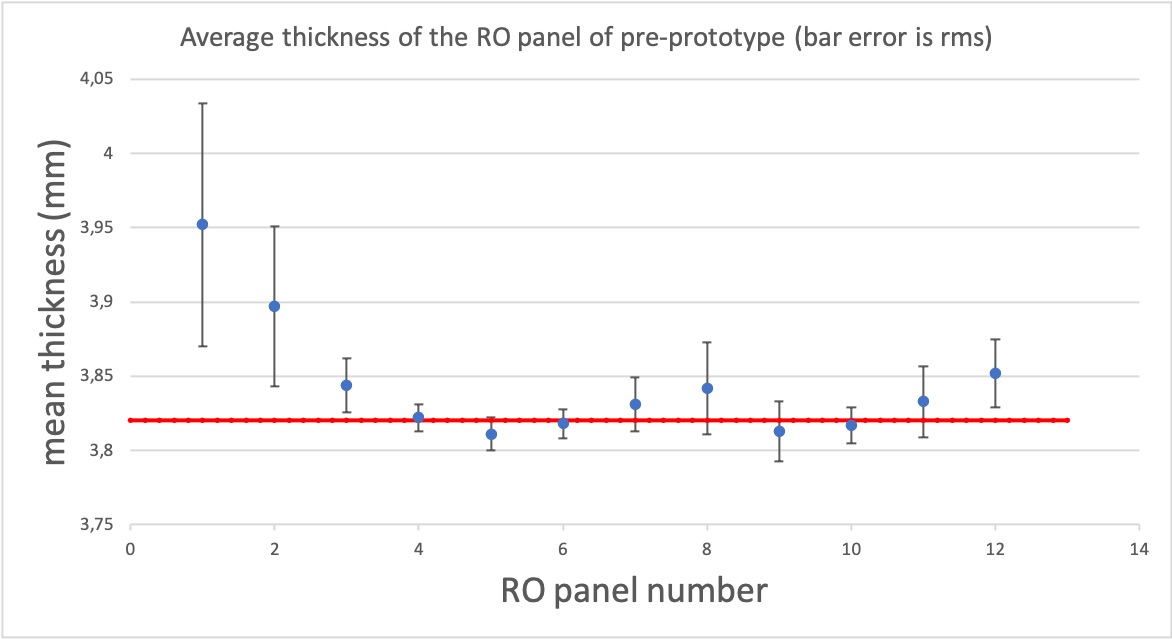 Average thickness of the RO panel of pre-prototype (bar error is rms)
mean thickness (mm)
4,05
4
3,95
3,9
3,85
3,8
3,75
0 2 4 6 8 10 12 14
RO panel number